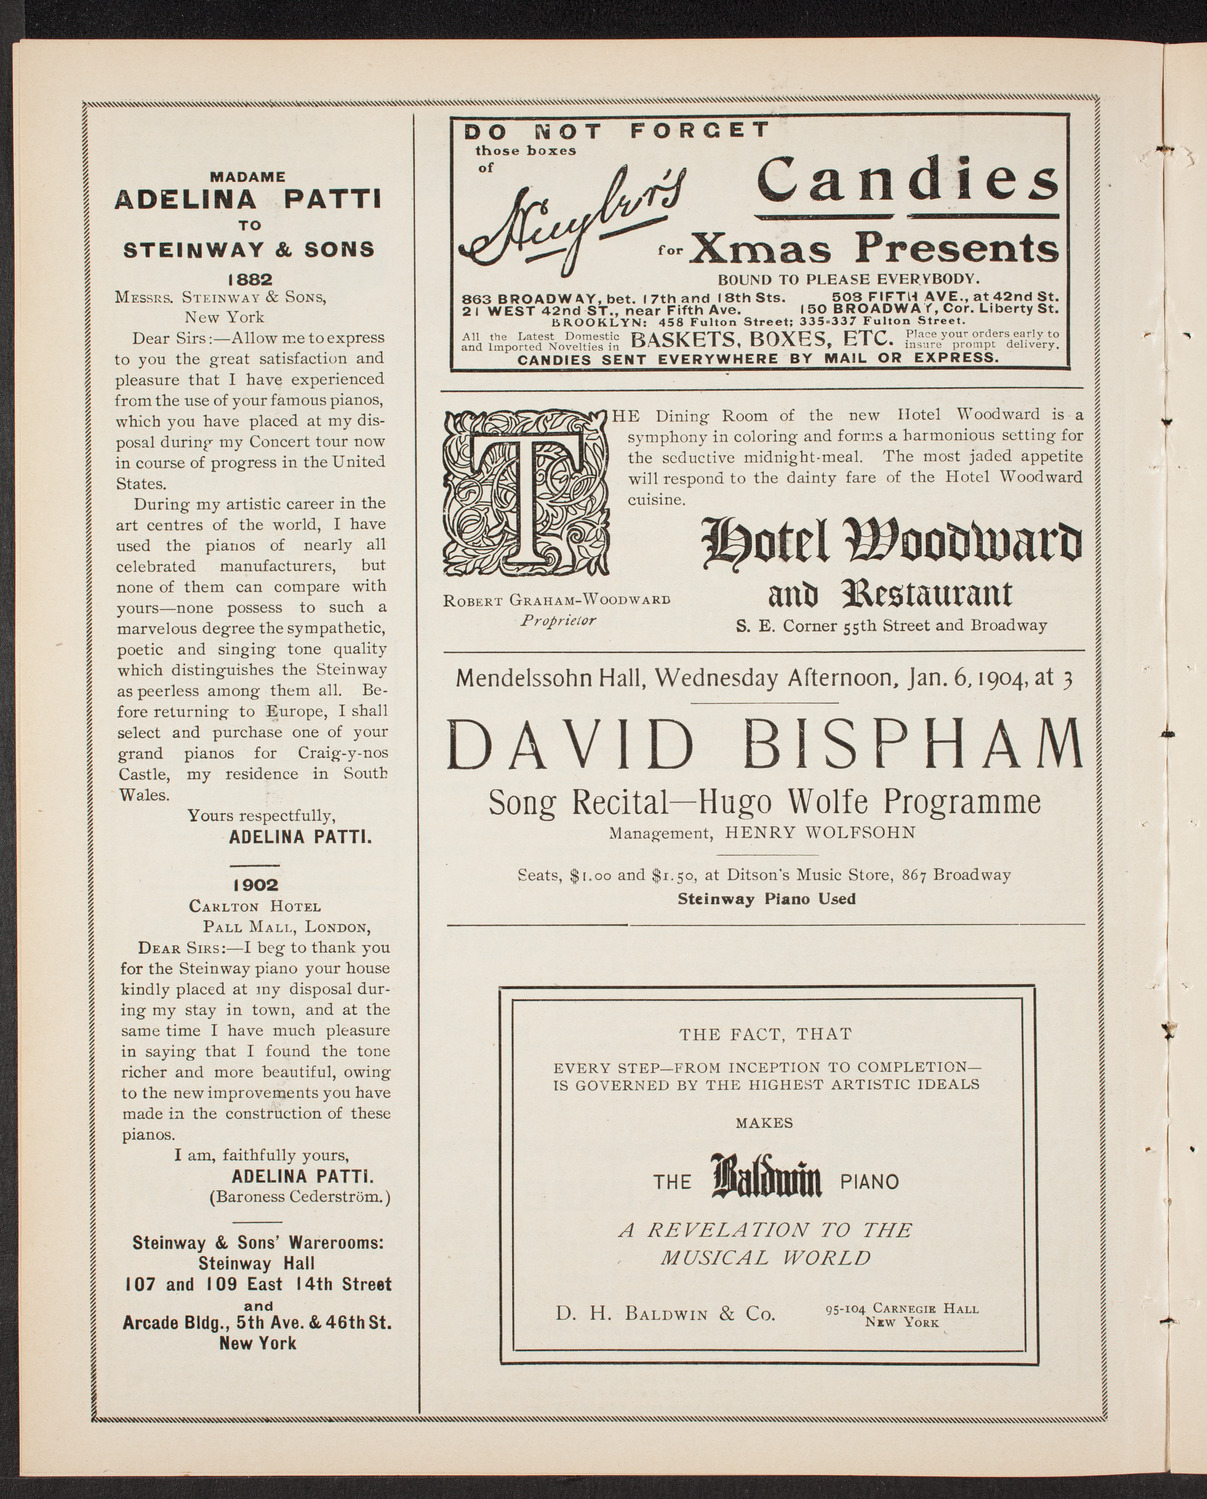 MADAME
ADELINA PATTI
TO
STEINWAY & SONS
1882
MESSRS. STEINWAY & SONS,
New York
Dear Sirs:—Allow me to express
to you the great satisfaction and
pleasure that I have experienced
from the use of your famous pianos,
which you have placed at my dis-
posal during my Concert tour now
in course of progress in the United
States.
During my artistic career in the
art centres of the world, I have
used the pianos of nearly all
celebrated manufacturers, but
none of them can compare with
yours—none possess to such a
marvelous degree the sympathetic,
poetic and singing tone quality
which distinguishes the Steinway
as peerless among them all. Be-
fore returning to Europe, I shall
select and purchase one of your
grand pianos for Craig-y-nos
Castle, my residence in South
Wales.
Yours respectfully,
ADELINA PATTI.
1902
CARLTON HOTEL
PALL MALL, LONDON,
DEAR SIRS:—I beg to thank you
for the Steinway piano your house
kindly placed at my disposal dur-
ing my stay in town, and at the
same time I have much pleasure
in saying that I found the tone
richer and more beautiful, owing
to the new improvements you have
made in the construction of these
pianos.
I am, faithfully yours,
ADELINA PATTI.
(Baroness Cederström.)
Steinway & Sons' Warerooms:
Steinway Hall
107 and 109 East 14th Street
and
Arcade Bldg., 5th Ave. & 46th St.
New York
DO NOT FORGET
those boxes
of
Huyler's
Candies
for Xmas Presents
BOUND TO PLEASE EVERYBODY.
863 BROADWAY, bet. 17th and 18th Sts. 503 FIFTH AVE., at 42nd St.
21 WEST 42nd ST., near Fifth Ave. 150 BROADWAY, Cor. Liberty St.
BROOKLYN: 458 Fulton Street; 335-337 Fulton Street.
All the Latest Domestic
and Imported Novelties in
BASKETS, BOXES, ETC.
Place your orders early to
insure prompt delivery.
CANDIES SENT EVERYWHERE BY MAIL OR EXPRESS.
THE Dining Room of the new Hotel Woodward is a
symphony in coloring and forms a harmonious setting for
the seductive midnight-meal. The most jaded appetite
will respond to the dainty fare of the Hotel Woodward
cuisine.
Hotel Woodward
and Restaurant
S. E. Corner 55th Street and Broadway
ROBERT GRAHAM-WOODWARD
Proprietor
Mendelssohn Hall, Wednesday Afternoon, Jan. 6, 1904, at 3
DAVID BISPHAM
Song Recital—Hugo Wolfe Programme
Management, HENRY WOLFSOHN
Seats, $1.00 and $1.50, at Ditson's Music Store, 867 Broadway
Steinway Piano Used
THE FACT, THAT
EVERY STEP—FROM INCEPTION TO COMPLETION—
IS GOVERNED BY THE HIGHEST ARTISTIC IDEALS
MAKES
THE Baldwin PIANO
A REVELATION TO THE
MUSICAL WORLD
D. H. BALDWIN & CO.
95-104 CARNEGIE HALL
NEW YORK